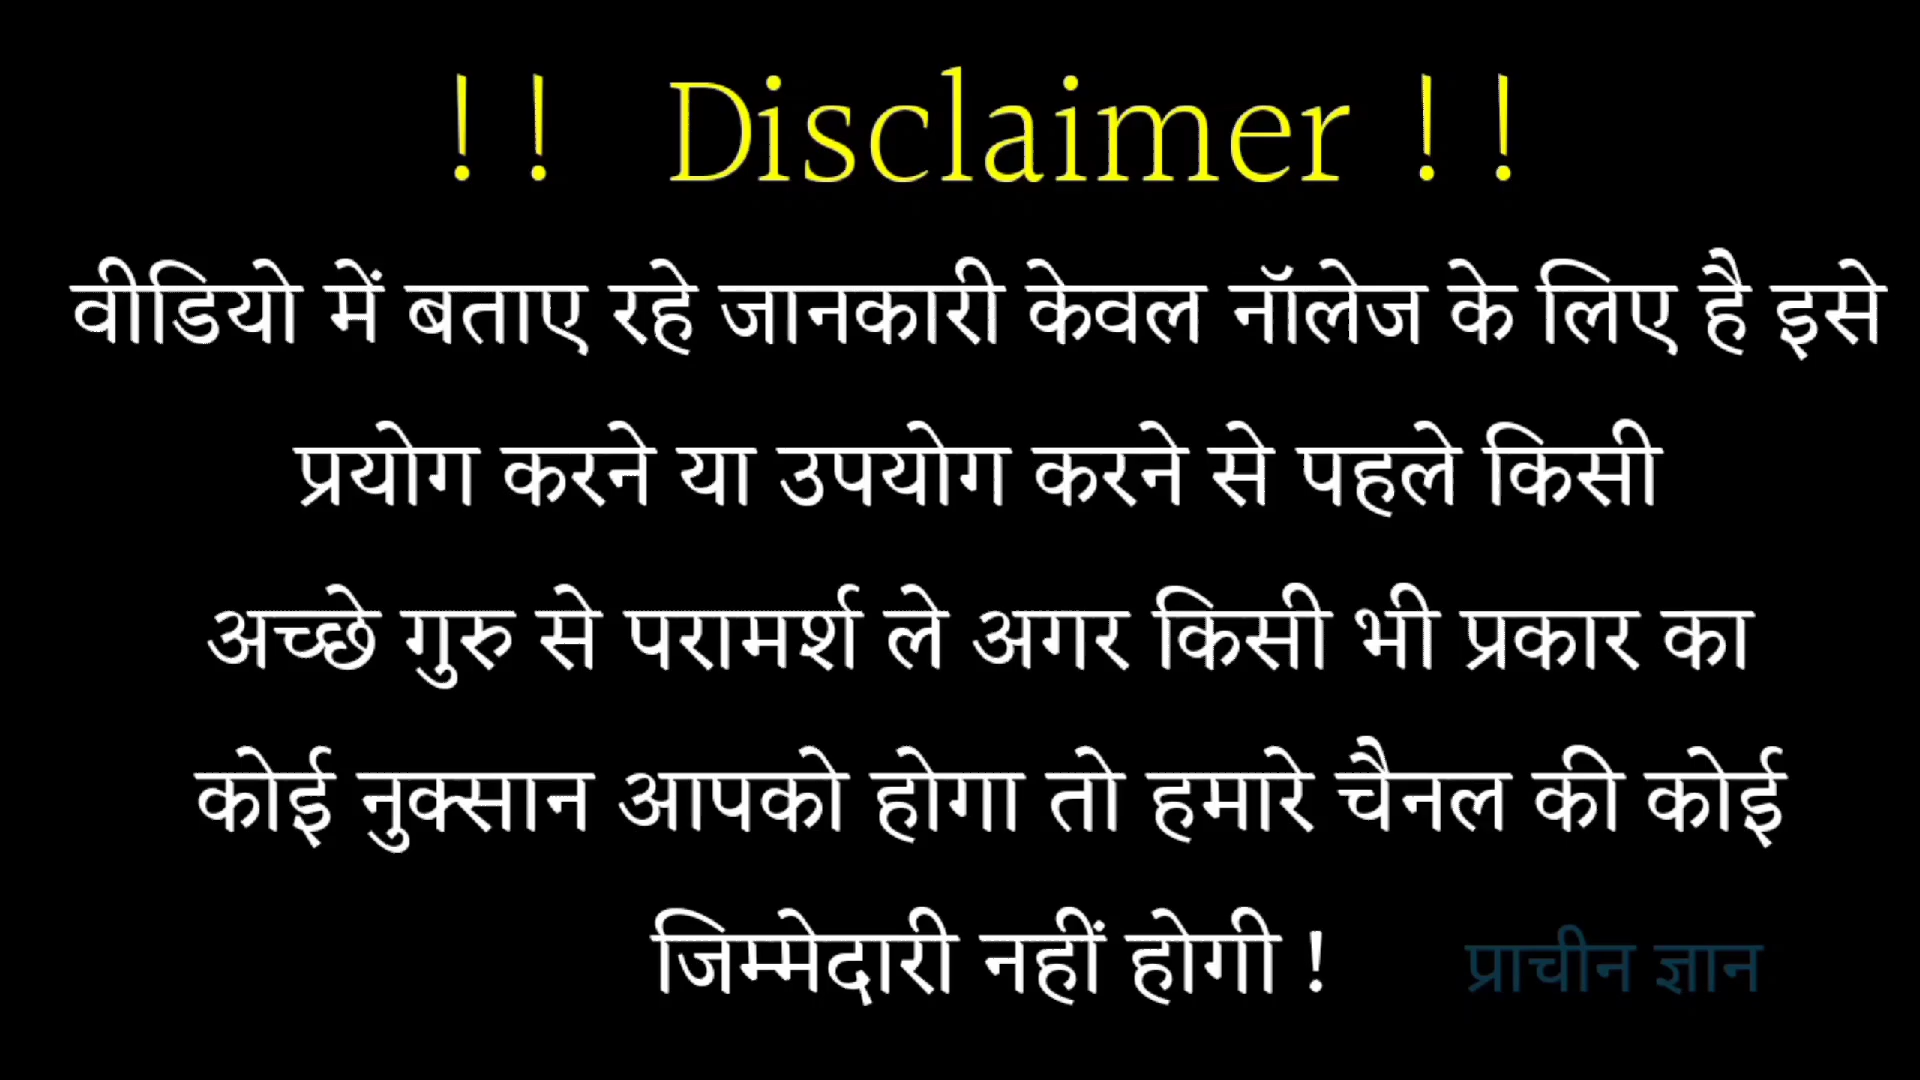 !! Disclaimer !!
वीडियो में बताए रहे जानकारी केवल नॉलेज के लिए है इसे
प्रयोग करने या उपयोग करने से पहले किसी
अच्छे गुरु से परामर्श ले अगर किसी भी प्रकार का
कोई नुक्सान आपको होगा तो हमारे चैनल की कोई
जिम्मेदारी नहीं होगी !
प्राचीन ज्ञान